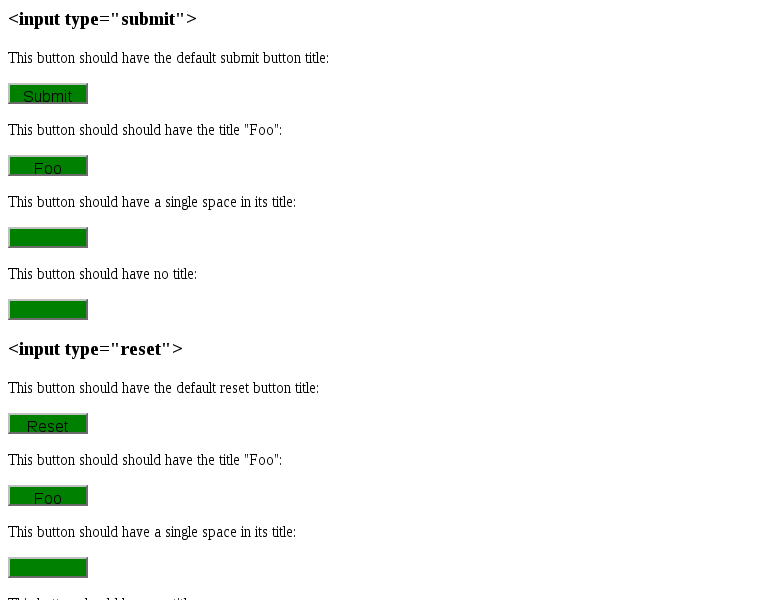 <input type="submit">
This button should have the default submit button title:
Submit
This button should should have the title "Foo":
Foo
This button should have a single space in its title:
This button should have no title:
<input type="reset">
This button should have the default reset button title:
Reset
This button should should have the title "Foo":
Foo
This button should have a single space in its title: